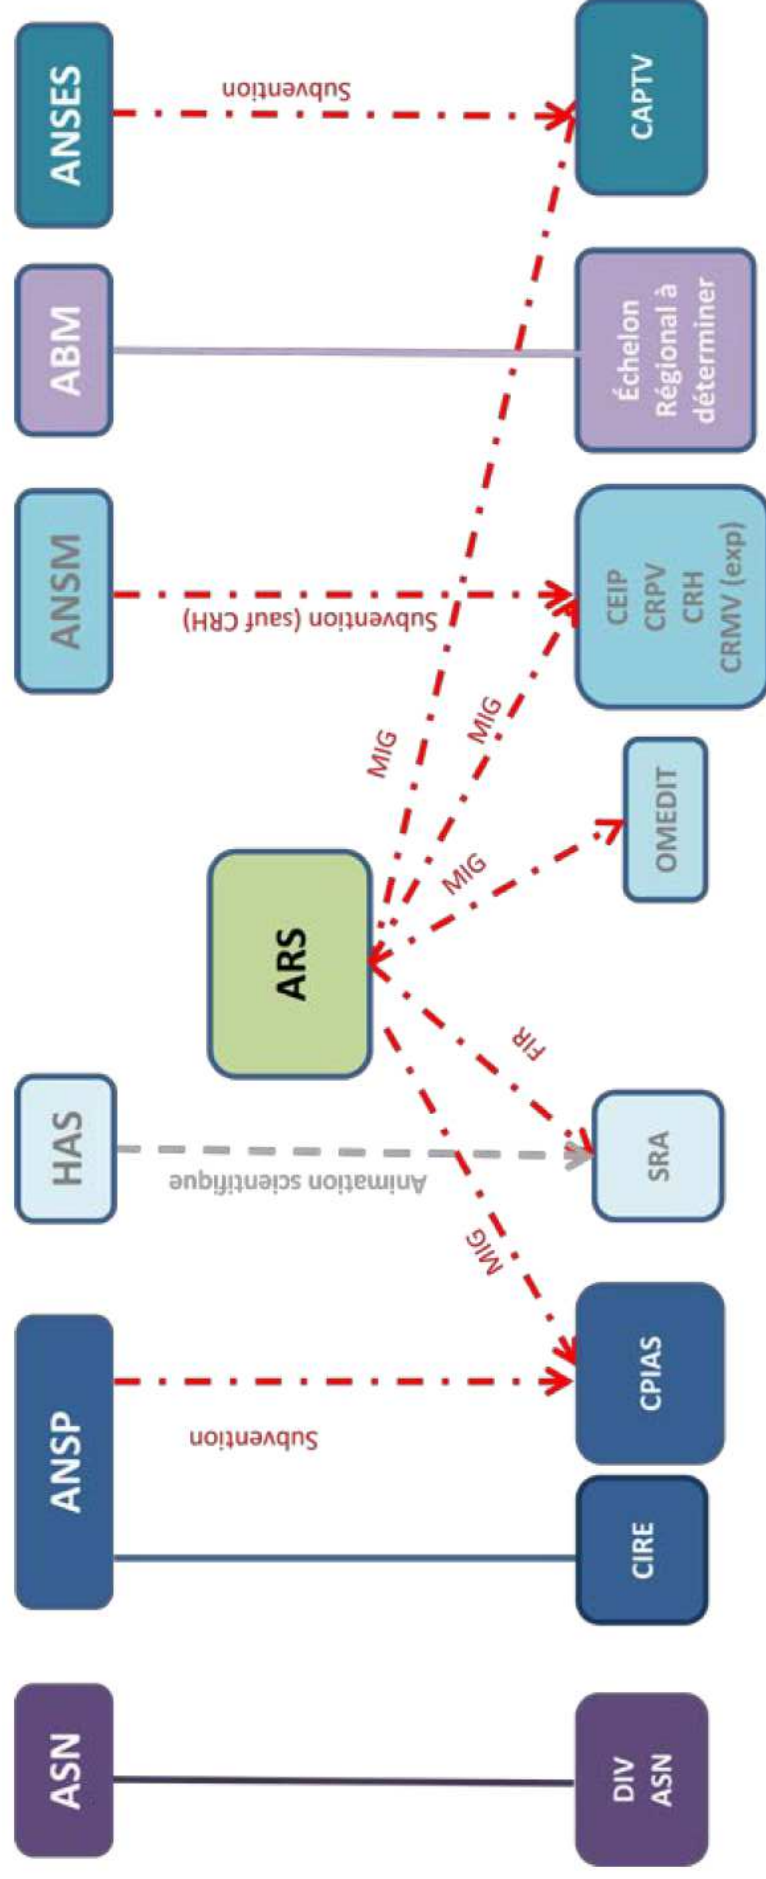 ASN
ANSP
HAS
ANSM
ABM
ANSES
ARS
Subvention
Animation scientifique
Subvention (sauf CRH)
Subvention
MIG
FIR
MIG
MIG
MIG
DIV
ASN
CIRE
CPIAS
SRA
OMEDIT
CEIP
CRPV
CRH
CRMV (exp)
Échelon
Régional à
déterminer
CAPTV